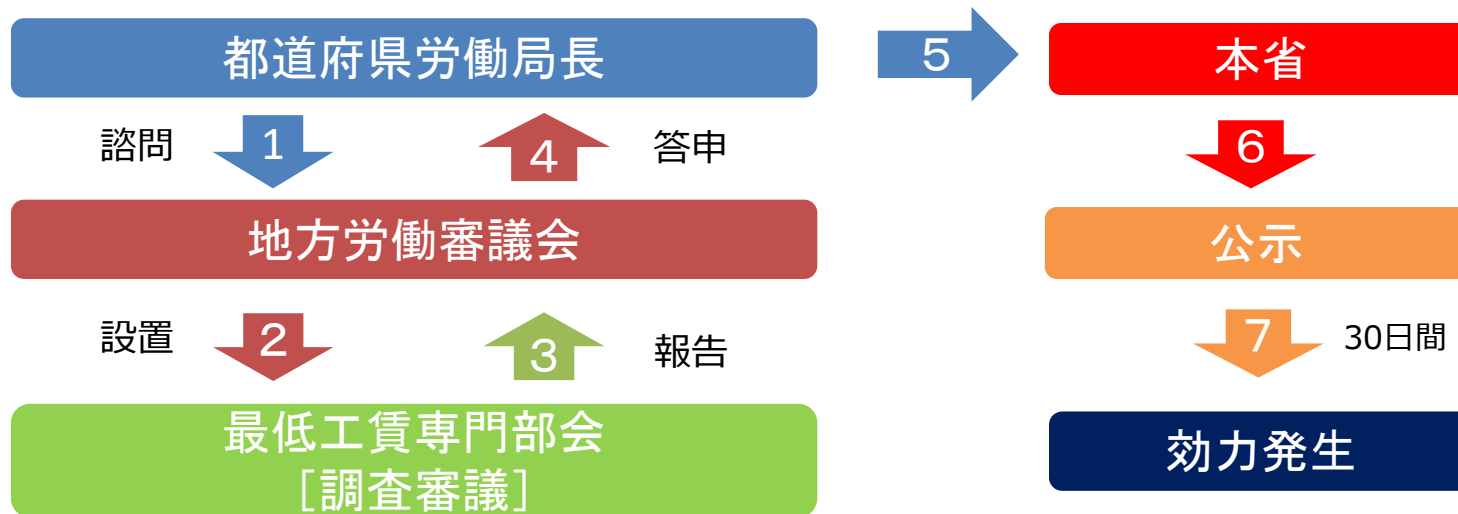 都道府県労働局長
5
本省
諮問
1
4
答申
6
地方労働審議会
公示
設置
2
3
報告
7
30日間
最低工賃専門部会
［調査審議］
効力発生